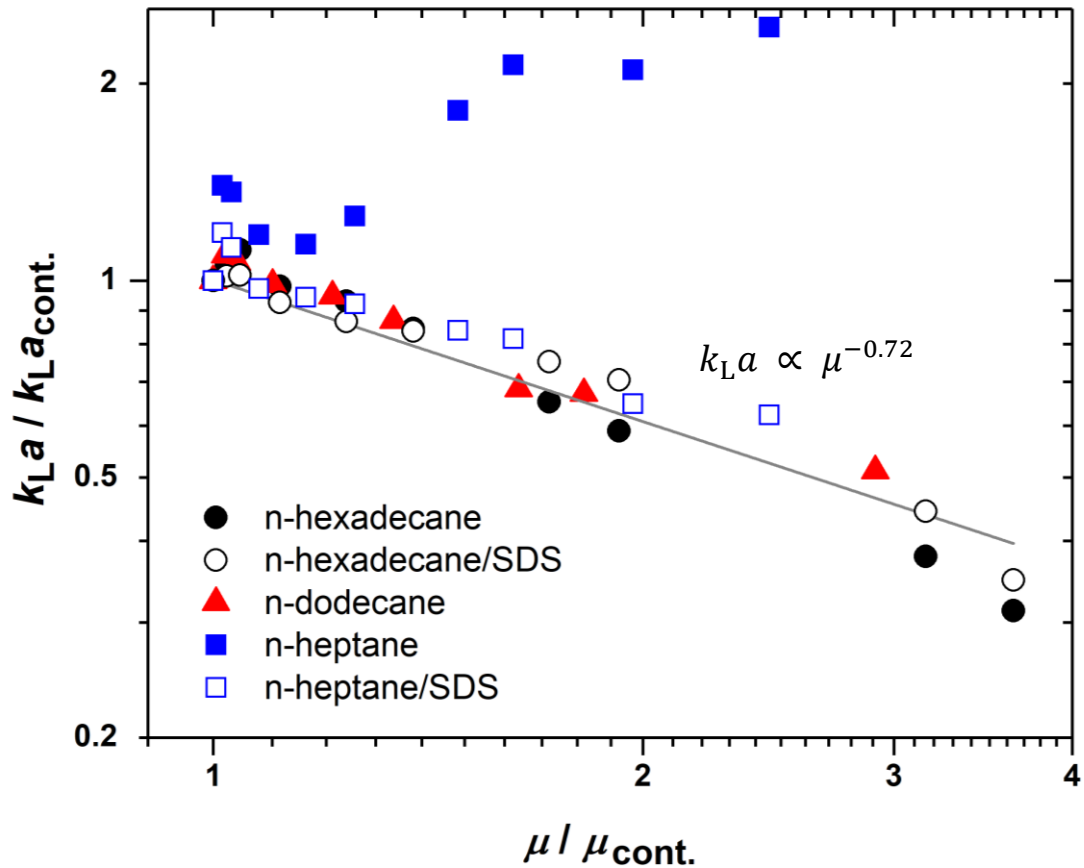 2
1
0.5
0.2
k_L a / k_L a_cont.
k_L a ∝ μ^−0.72
n-hexadecane
n-hexadecane/SDS
n-dodecane
n-heptane
n-heptane/SDS
1 2 3 4
μ / μ_cont.